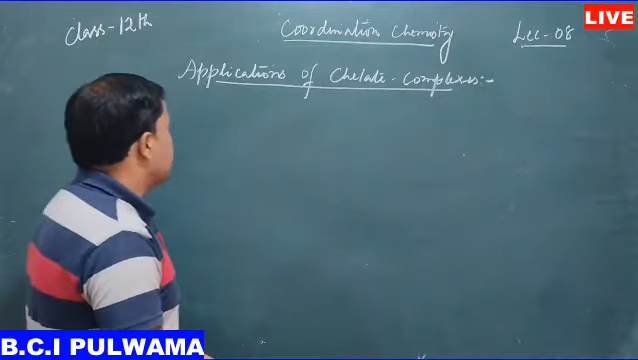 Class-12th
Coordination Chemistry
Lec-08
LIVE
Applications of Chelate-Complexes:-
B.C.I PULWAMA